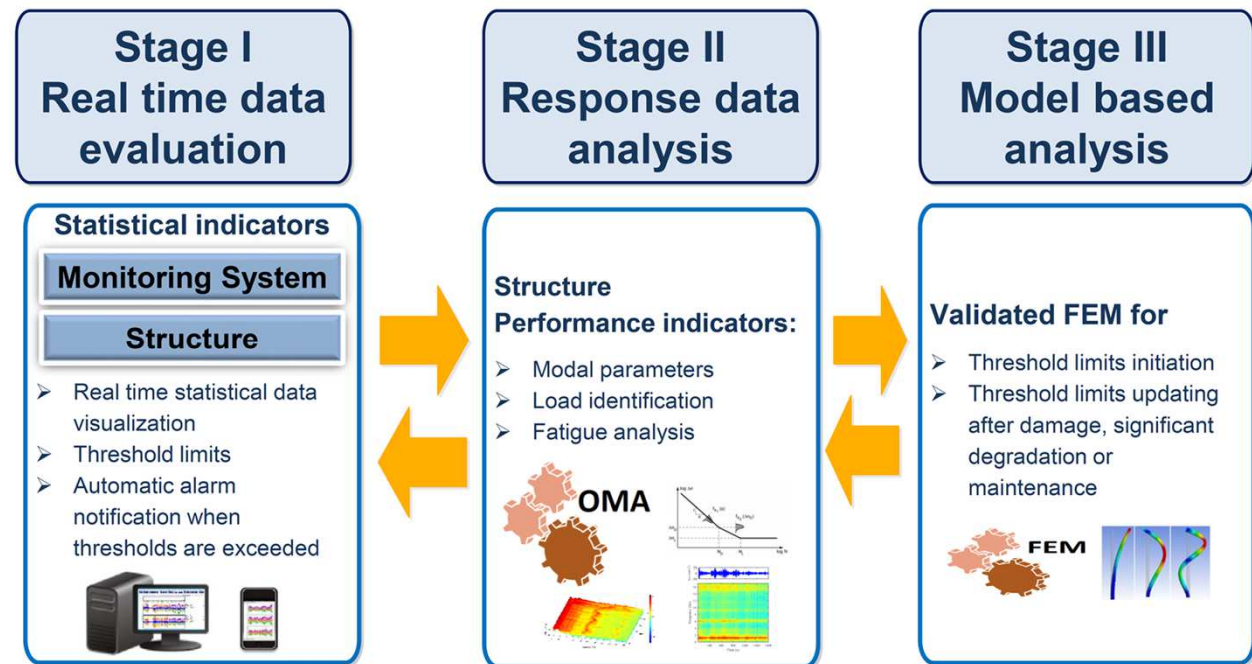 Stage I
Real time data
evaluation
Stage II
Response data
analysis
Stage III
Model based
analysis
Statistical indicators
Monitoring System
Structure
➢ Real time statistical data
visualization
➢ Threshold limits
➢ Automatic alarm
notification when
thresholds are exceeded
Structure
Performance indicators:
➢ Modal parameters
➢ Load identification
➢ Fatigue analysis
OMA
log N
Validated FEM for
➢ Threshold limits initiation
➢ Threshold limits updating
after damage, significant
degradation or
maintenance
FEM